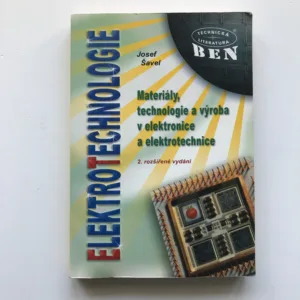 ELEKTROTECHNOLOGIE
Josef
Šavel
TECHNICKÁ
LITERATURA
BEN
Materiály,
technologie a výroba
v elektronice
a elektrotechnice
2. rozšířené vydání